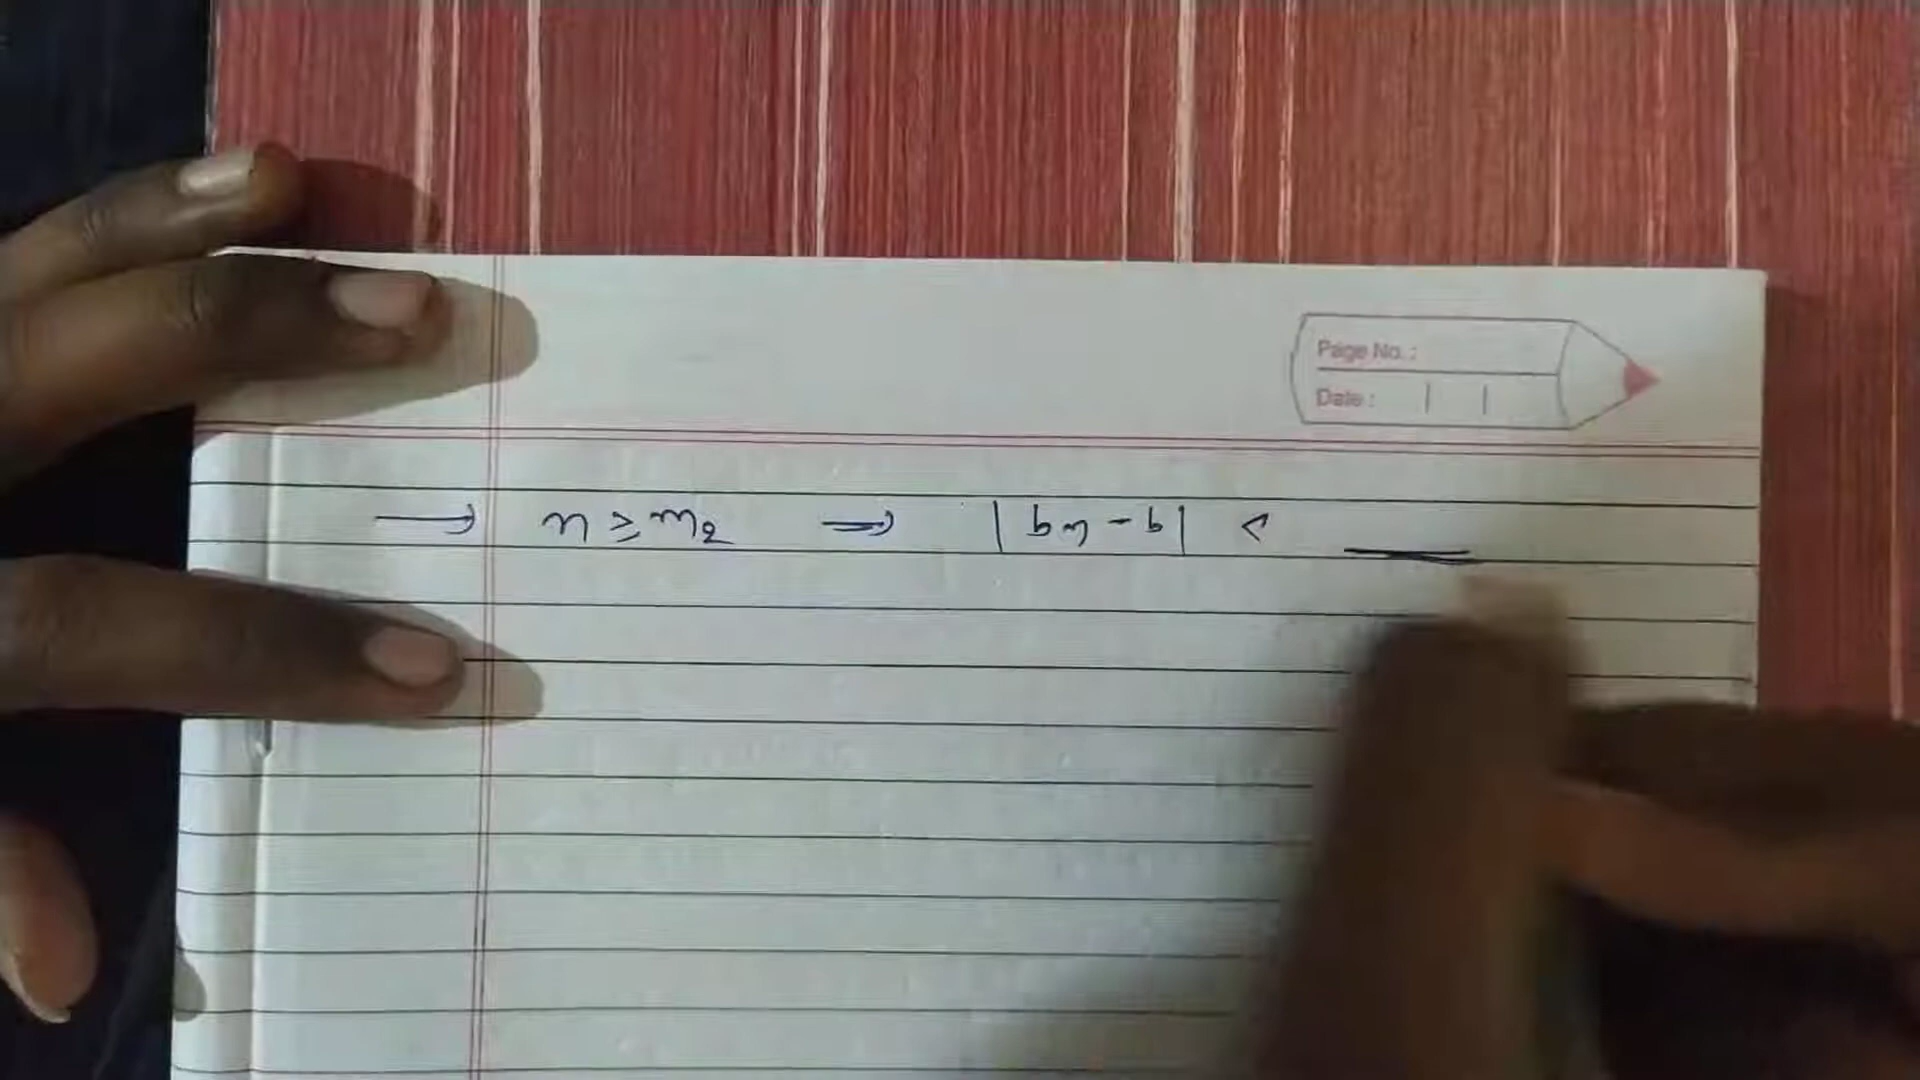 Page No. :
Date :
→ n ≥ m₂ ⇒ | bn - b | <